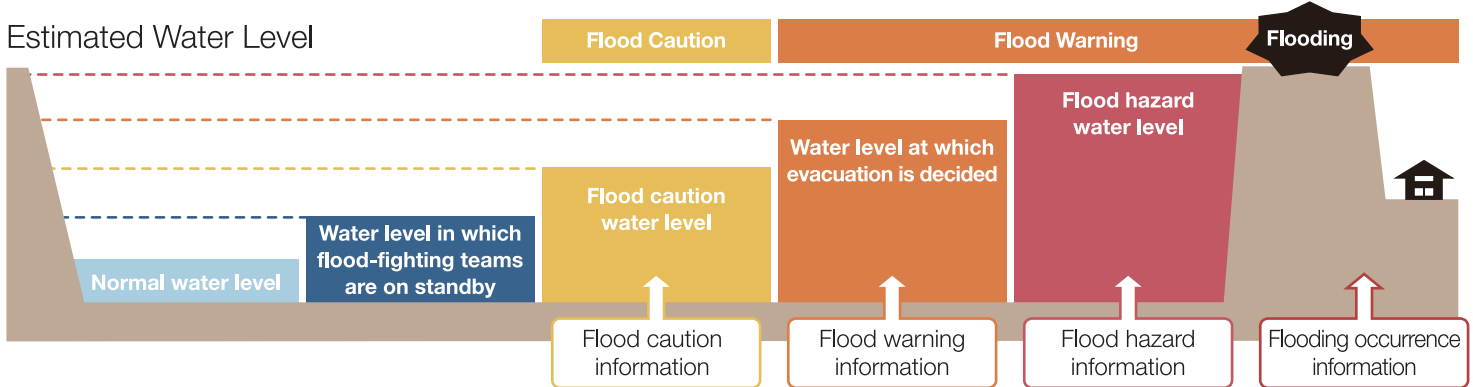 Estimated Water Level
Flood Caution
Flood Warning
Flooding
Normal water level
Water level in which
flood-fighting teams
are on standby
Flood caution
water level
Water level at which
evacuation is decided
Flood hazard
water level
Flood caution
information
Flood warning
information
Flood hazard
information
Flooding occurrence
information